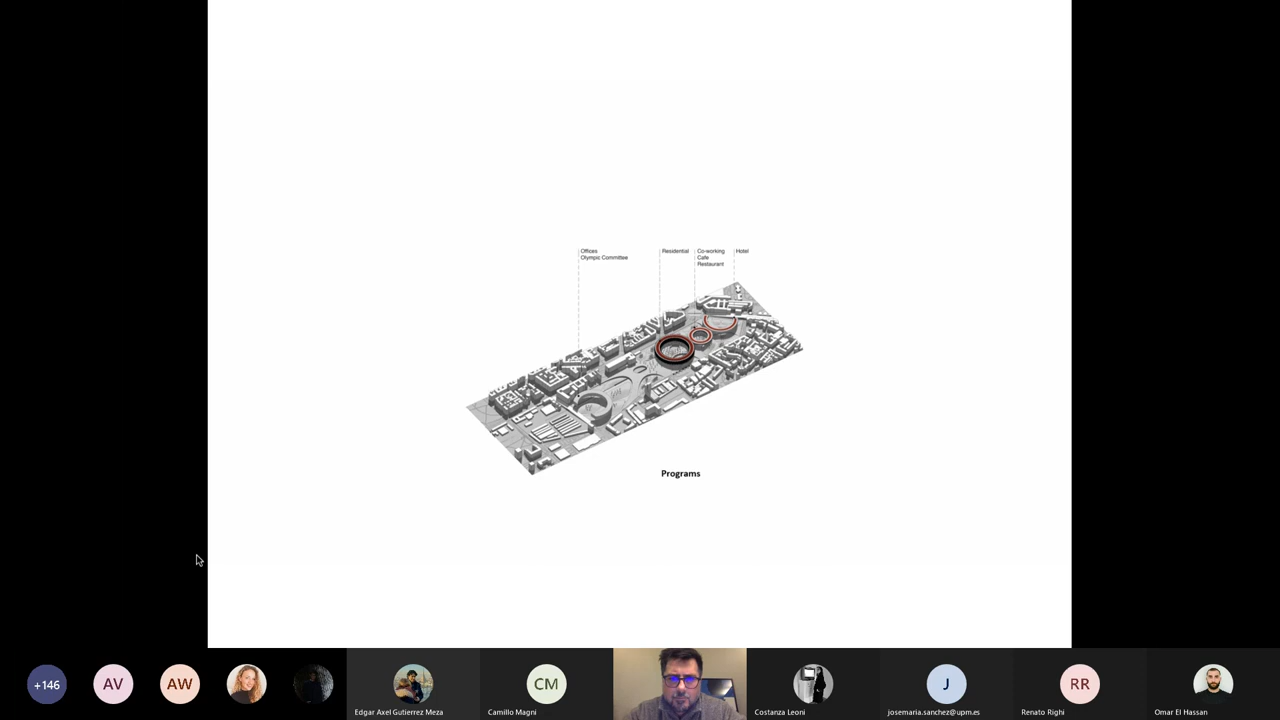 Offices
Olympic Committee
Residential
Co-working
Cafe
Restaurant
Hotel
Programs
+146
AV
AW
Edgar Axel Gutierrez Meza
CM
Camillo Magni
Costanza Leoni
J
josemaria.sanchez@upm.es
RR
Renato Righi
Omar El Hassan